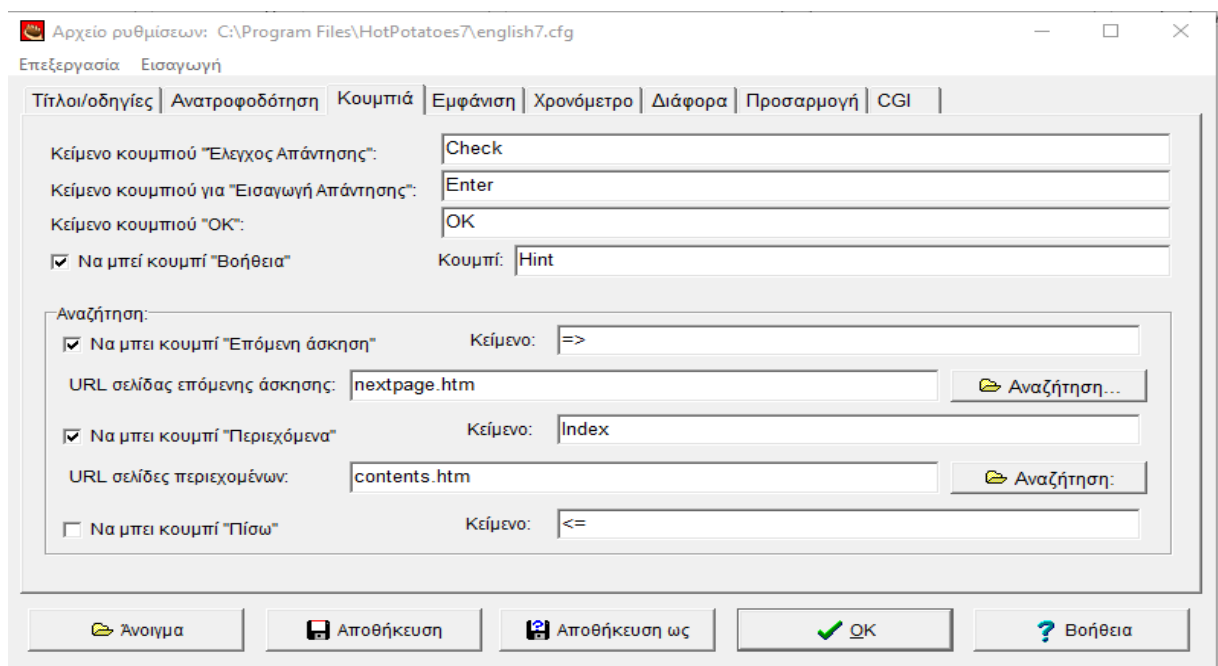 Αρχείο ρυθμίσεων: C:\Program Files\HotPotatoes7\english7.cfg
Επεξεργασία Εισαγωγή
Τίτλοι/οδηγίες Ανατροφοδότηση Κουμπιά Εμφάνιση Χρονόμετρο Διάφορα Προσαρμογή CGI
Κείμενο κουμπιού "Έλεγχος Απάντησης": Check
Κείμενο κουμπιού για "Εισαγωγή Απάντησης": Enter
Κείμενο κουμπιού "ΟΚ": OK
Να μπεί κουμπί "Βοήθεια" Κουμπί: Hint
Αναζήτηση:
Να μπει κουμπί "Επόμενη άσκηση" Κείμενο: =>
URL σελίδας επόμενης άσκησης: nextpage.htm Αναζήτηση...
Να μπει κουμπί "Περιεχόμενα" Κείμενο: Index
URL σελίδες περιεχομένων: contents.htm Αναζήτηση:
Να μπει κουμπί "Πίσω" Κείμενο: <=
Άνοιγμα Αποθήκευση Αποθήκευση ως OK Βοήθεια